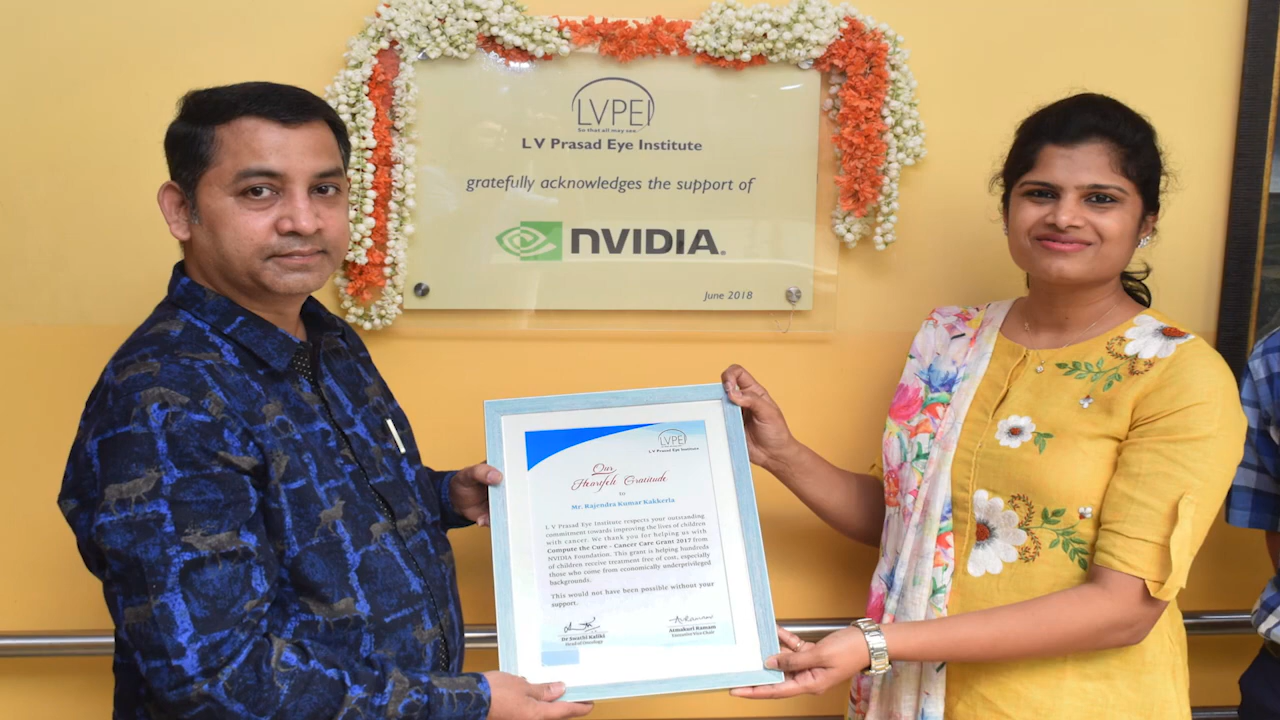 LVPEI
So that all may see
L V Prasad Eye Institute
gratefully acknowledges the support of
NVIDIA.
June 2018
LVPEI
L V Prasad Eye Institute
Our
Heartfelt Gratitude
to
Mr. Rajendra Kumar Kakkerla
L V Prasad Eye Institute respects your outstanding
commitment towards improving the lives of children
with cancer. We thank you for helping us with
Compute the Cure - Cancer Care Grant 2017 from
NVIDIA Foundation. This grant is helping hundreds
of children receive treatment free of cost, especially
those who come from economically underprivileged
backgrounds.
This would not have been possible without your
support.
Dr Swathi Kaliki
Head of Oncology
Asmakuri Ramam
Executive Vice Chair